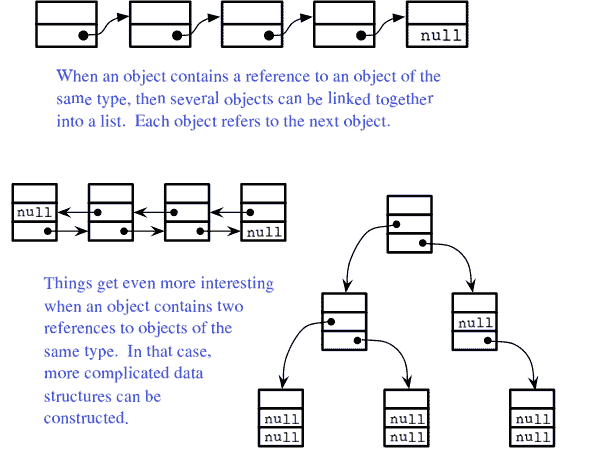 null
When an object contains a reference to an object of the
same type, then several objects can be linked together
into a list.  Each object refers to the next object.
null
null
Things get even more interesting
when an object contains two
references to objects of the
same type.  In that case,
more complicated data
structures can be
constructed.
null
null
null
null
null
null
null